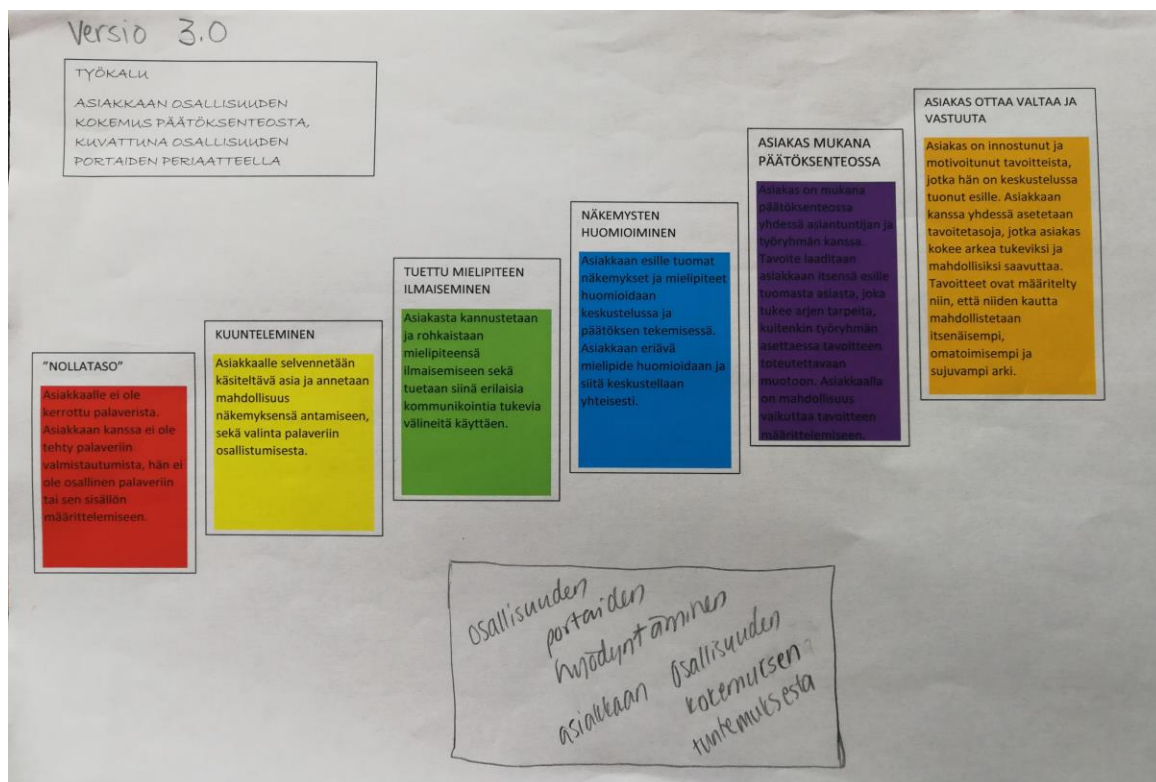 Versio 3.0
TYÖKALU
ASIAKKAAN OSALLISUUDEN
KOKEMUS PÄÄTÖKSENTEOSTA,
KUVATTUNA OSALLISUUDEN
PORTAIDEN PERIAATTEELLA
"NOLLATASO"
Asiakkaalle ei ole
kerrottu palaverista.
Asiakkaan kanssa ei ole
tehty palaveriin
valmistautumista, hän ei
ole osallinen palaveriin
tai sen sisällön
määrittelemiseen.
KUUNTELEMINEN
Asiakkaalle selvennetään
käsiteltävä asia ja annetaan
mahdollisuus
näkemyksensä antamiseen,
sekä valinta palaveriin
osallistumisesta.
TUETTU MIELIPITEEN
ILMAISEMINEN
Asiakasta kannustetaan
ja rohkaistaan
mielipiteensä
ilmaisemiseen sekä
tuetaan siinä erilaisia
kommunikointia tukevia
välineitä käyttäen.
NÄKEMYSTEN
HUOMIOIMINEN
Asiakkaan esille tuomat
näkemykset ja mielipiteet
huomioidaan
keskustelussa ja
päätöksen tekemisessä.
Asiakkaan eriävä
mielipide huomioidaan ja
siitä keskustellaan
yhteisesti.
ASIAKAS MUKANA
PÄÄTÖKSENTEOSSA
Asiakas on mukana
päätöksenteossa
yhdessä asiantuntijan ja
työryhmän kanssa.
Tavoite laaditaan
asiakkaan itsensä esille
tuomasta asiasta, joka
tukee arjen tarpeita,
kuitenkin työryhmän
asettaessa tavoitteen
toteutettavaan
muotoon. Asiakkaalla
on mahdollisuus
vaikuttaa tavoitteen
määrittelemiseen.
ASIAKAS OTTAA VALTAA JA
VASTUUTA
Asiakas on innostunut ja
motivoitunut tavoitteista,
jotka hän on keskustelussa
tuonut esille. Asiakkaan
kanssa yhdessä asetetaan
tavoitetasoja, jotka asiakas
kokee arkea tukeviksi ja
mahdollisiksi saavuttaa.
Tavoitteet ovat määritelty
niin, että niiden kautta
mahdollistetaan
itsenäisempi,
omatoimisempi ja
sujuvampi arki.
osallisuuden
portaiden
hyödyntäminen
asiakkaan osallisuuden
kokemuksen
tuntemuksesta